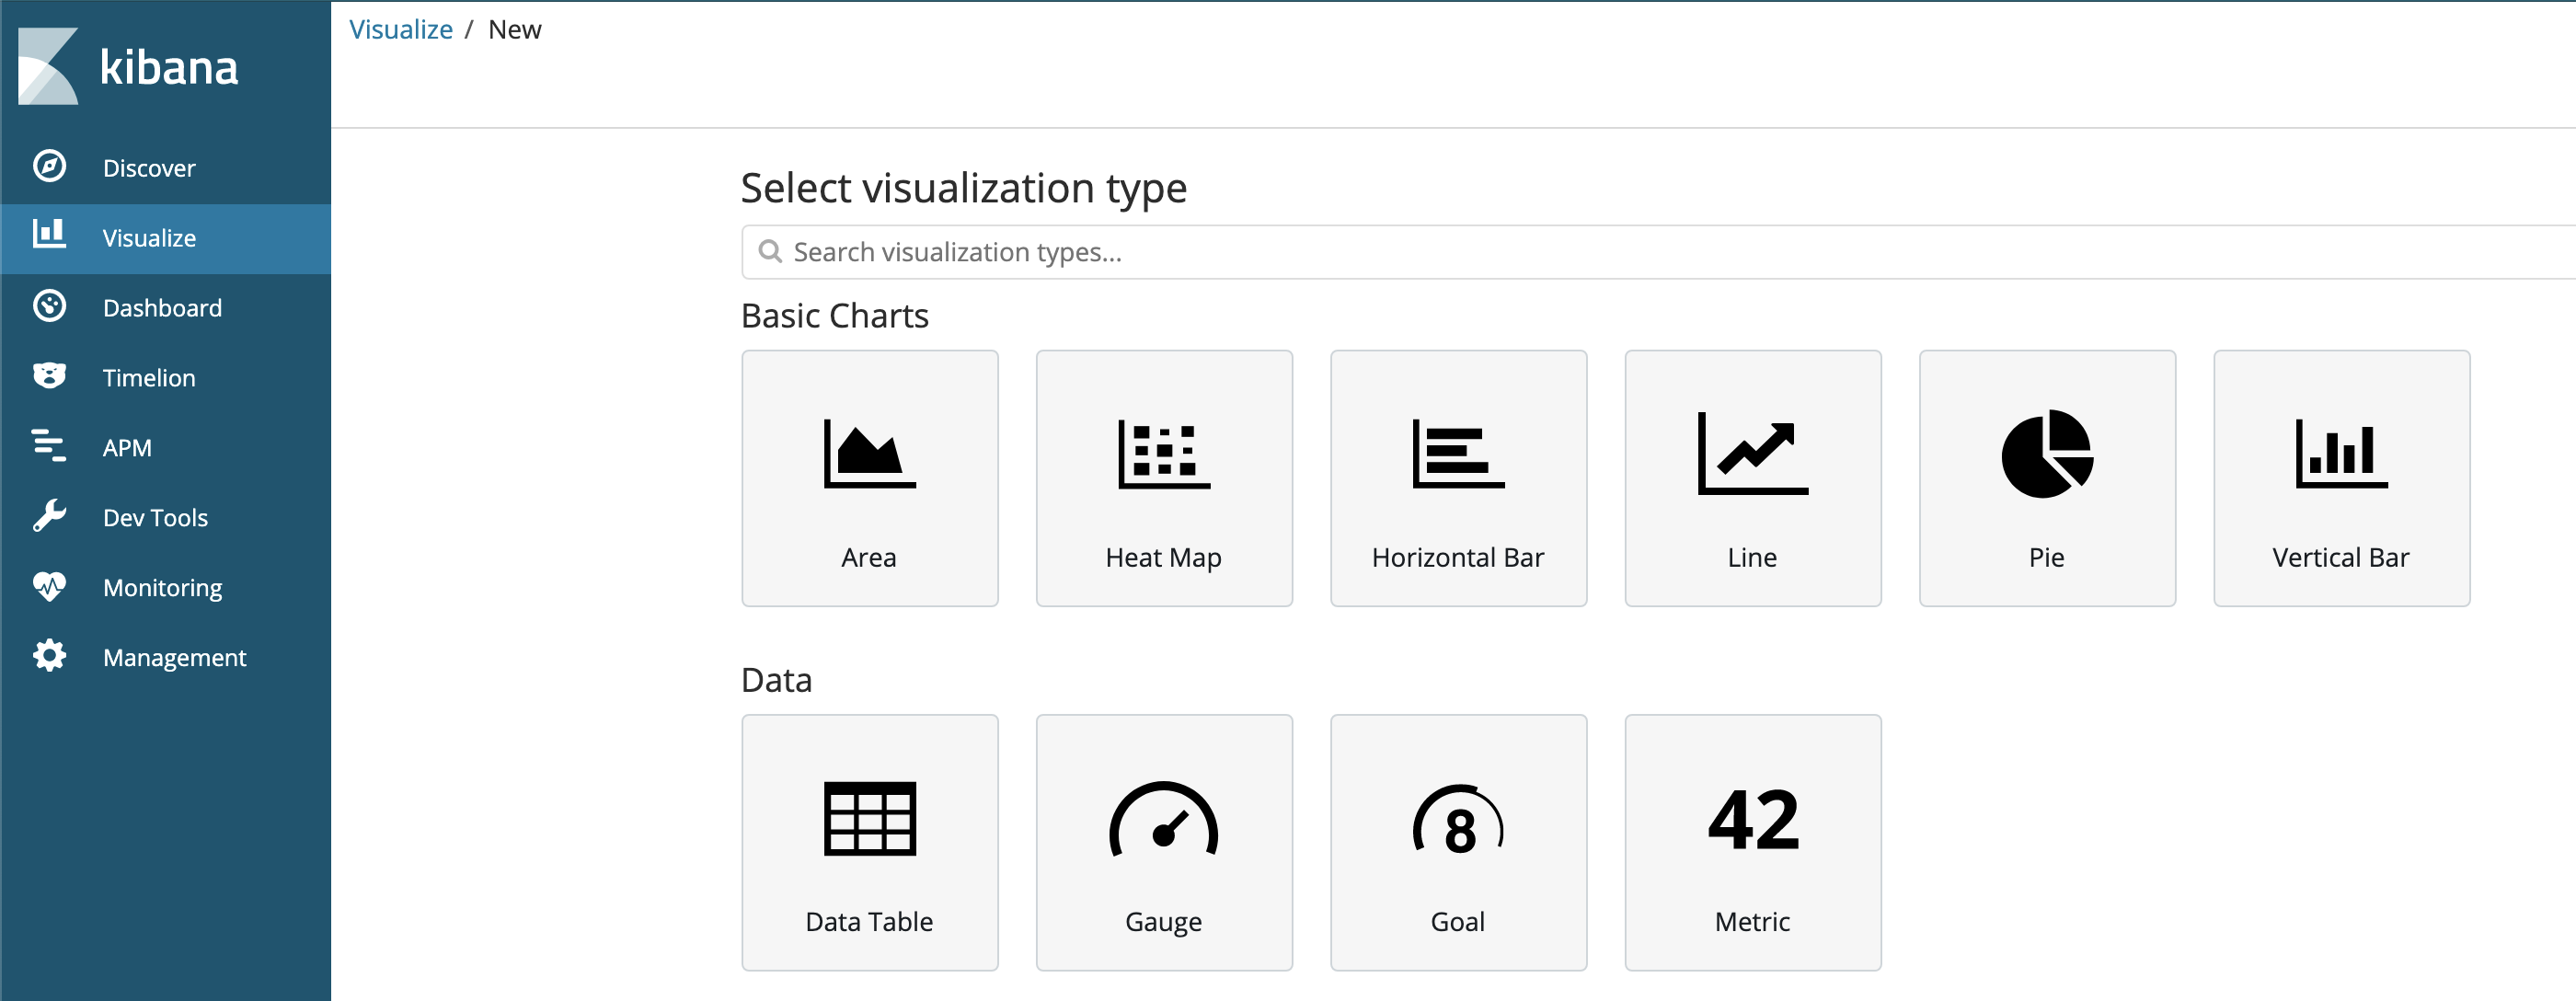 kibana
Discover
Visualize
Dashboard
Timelion
APM
Dev Tools
Monitoring
Management
Visualize / New
Select visualization type
Search visualization types...
Basic Charts
Area
Heat Map
Horizontal Bar
Line
Pie
Vertical Bar
Data
8
42
Data Table
Gauge
Goal
Metric